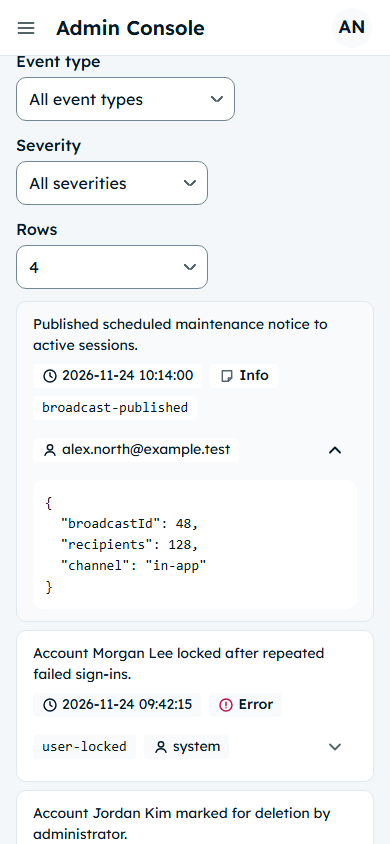 Admin Console
AN
Event type
All event types
Severity
All severities
Rows
4
Published scheduled maintenance notice to
active sessions.
2026-11-24 10:14:00 Info
broadcast-published
alex.north@example.test
{
  "broadcastId": 48,
  "recipients": 128,
  "channel": "in-app"
}
Account Morgan Lee locked after repeated
failed sign-ins.
2026-11-24 09:42:15 Error
user-locked system
Account Jordan Kim marked for deletion by
administrator.